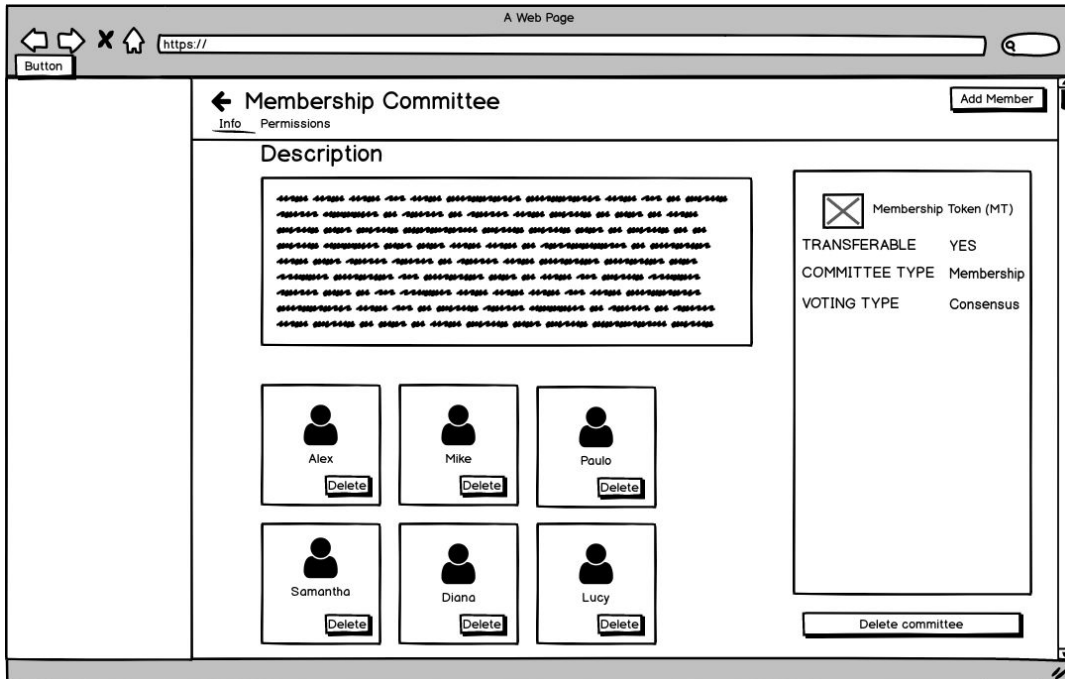 A Web Page
https://
Button
Membership Committee
Add Member
Info Permissions
Description
Membership Token (MT)
TRANSFERABLE YES
COMMITTEE TYPE Membership
VOTING TYPE Consensus
Alex
Delete
Mike
Delete
Paulo
Delete
Samantha
Delete
Diana
Delete
Lucy
Delete
Delete committee